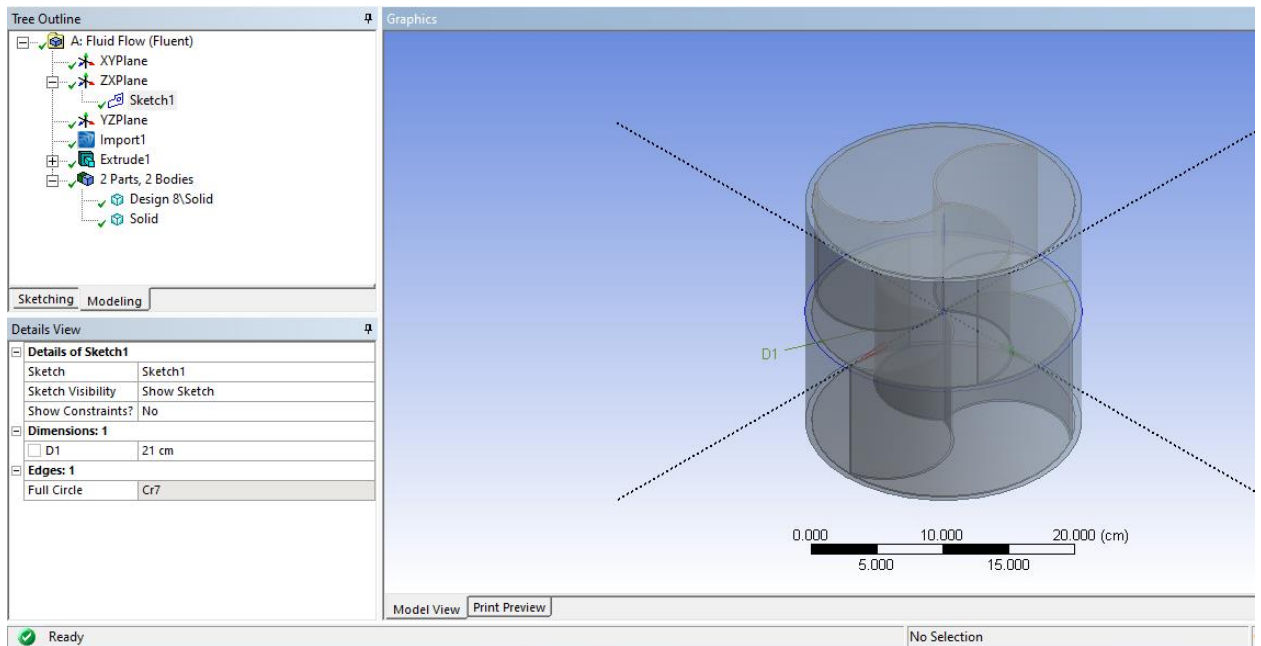 Tree Outline
A: Fluid Flow (Fluent)
XYPlane
ZXPlane
Sketch1
YZPlane
Import1
Extrude1
2 Parts, 2 Bodies
Design 8\Solid
Solid
Sketching Modeling
Details View
Details of Sketch1
Sketch Sketch1
Sketch Visibility Show Sketch
Show Constraints? No
Dimensions: 1
D1 21 cm
Edges: 1
Full Circle Cr7
Graphics
D1
0.000 10.000 20.000 (cm)
5.000 15.000
Model View Print Preview
Ready No Selection